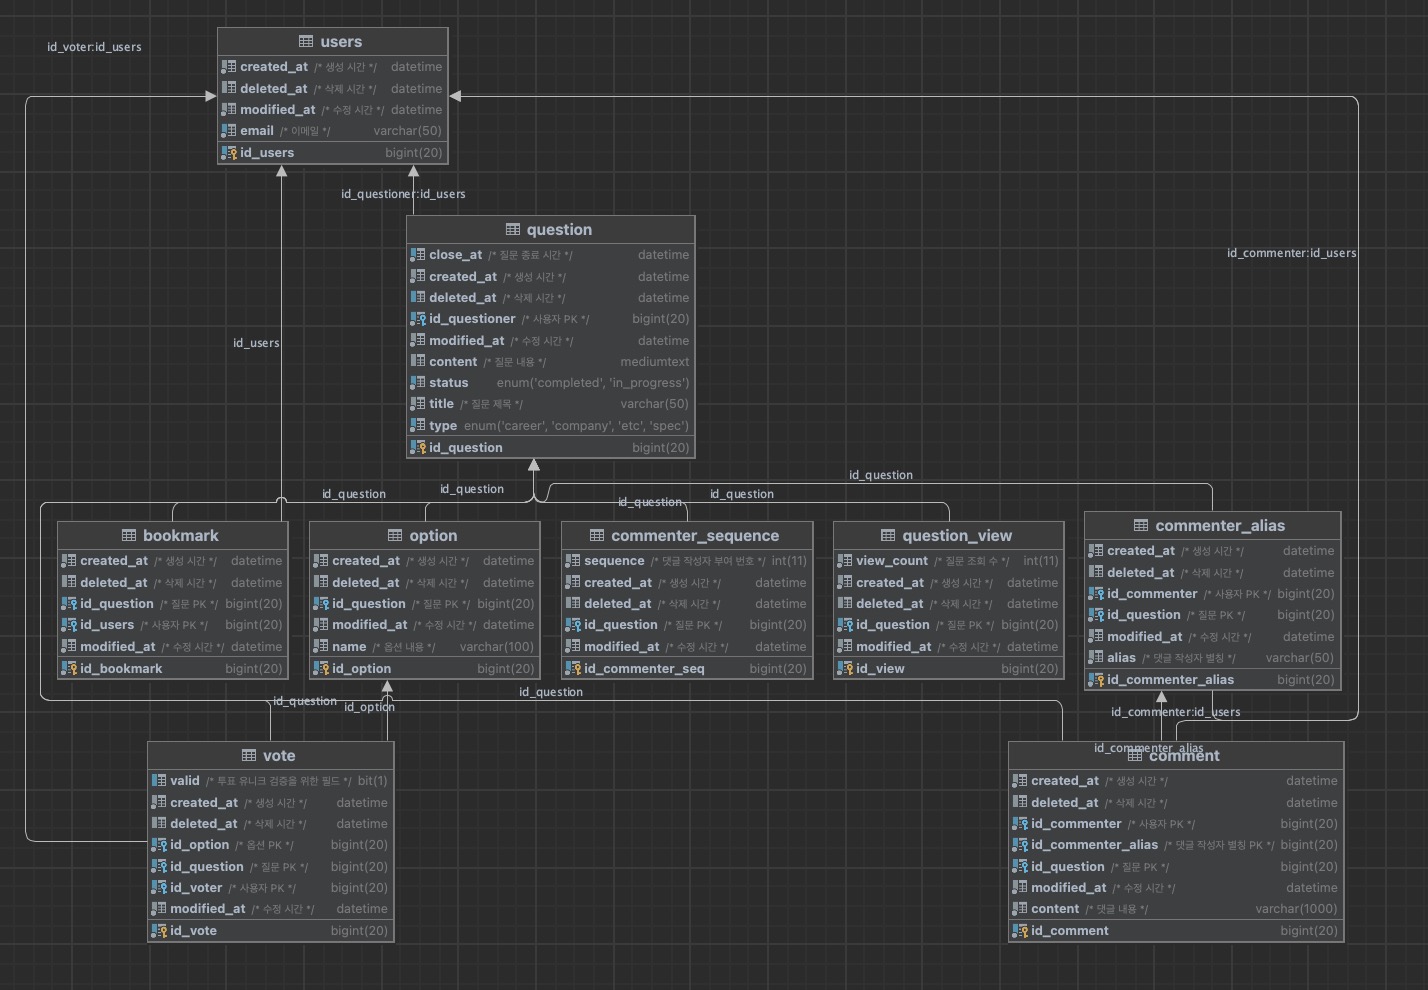 id_voter:id_users
users
created_at /* 생성 시간 */ datetime
deleted_at /* 삭제 시간 */ datetime
modified_at /* 수정 시간 */ datetime
email /* 이메일 */ varchar(50)
id_users bigint(20)
id_questioner:id_users
question
close_at /* 질문 종료 시간 */ datetime
created_at /* 생성 시간 */ datetime
deleted_at /* 삭제 시간 */ datetime
id_questioner /* 사용자 PK */ bigint(20)
modified_at /* 수정 시간 */ datetime
content /* 질문 내용 */ mediumtext
status enum('completed', 'in_progress')
title /* 질문 제목 */ varchar(50)
type enum('career', 'company', 'etc', 'spec')
id_question bigint(20)
id_commenter:id_users
id_users
id_question
id_question
id_question
id_question
id_question
bookmark
created_at /* 생성 시간 */ datetime
deleted_at /* 삭제 시간 */ datetime
id_question /* 질문 PK */ bigint(20)
id_users /* 사용자 PK */ bigint(20)
modified_at /* 수정 시간 */ datetime
id_bookmark bigint(20)
option
created_at /* 생성 시간 */ datetime
deleted_at /* 삭제 시간 */ datetime
id_question /* 질문 PK */ bigint(20)
modified_at /* 수정 시간 */ datetime
name /* 옵션 내용 */ varchar(100)
id_option bigint(20)
commenter_sequence
sequence /* 댓글 작성자 부여 번호 */ int(11)
created_at /* 생성 시간 */ datetime
deleted_at /* 삭제 시간 */ datetime
id_question /* 질문 PK */ bigint(20)
modified_at /* 수정 시간 */ datetime
id_commenter_seq bigint(20)
question_view
view_count /* 질문 조회 수 */ int(11)
created_at /* 생성 시간 */ datetime
deleted_at /* 삭제 시간 */ datetime
id_question /* 질문 PK */ bigint(20)
modified_at /* 수정 시간 */ datetime
id_view bigint(20)
commenter_alias
created_at /* 생성 시간 */ datetime
deleted_at /* 삭제 시간 */ datetime
id_commenter /* 사용자 PK */ bigint(20)
id_question /* 질문 PK */ bigint(20)
modified_at /* 수정 시간 */ datetime
alias /* 댓글 작성자 별칭 */ varchar(50)
id_commenter_alias bigint(20)
id_question
id_question
id_option
id_commenter:id_users
id_commenter_alias
vote
valid /* 투표 유니크 검증을 위한 필드 */ bit(1)
created_at /* 생성 시간 */ datetime
deleted_at /* 삭제 시간 */ datetime
id_option /* 옵션 PK */ bigint(20)
id_question /* 질문 PK */ bigint(20)
id_voter /* 사용자 PK */ bigint(20)
modified_at /* 수정 시간 */ datetime
id_vote bigint(20)
comment
created_at /* 생성 시간 */ datetime
deleted_at /* 삭제 시간 */ datetime
id_commenter /* 사용자 PK */ bigint(20)
id_commenter_alias /* 댓글 작성자 별칭 PK */ bigint(20)
id_question /* 질문 PK */ bigint(20)
modified_at /* 수정 시간 */ datetime
content /* 댓글 내용 */ varchar(1000)
id_comment bigint(20)